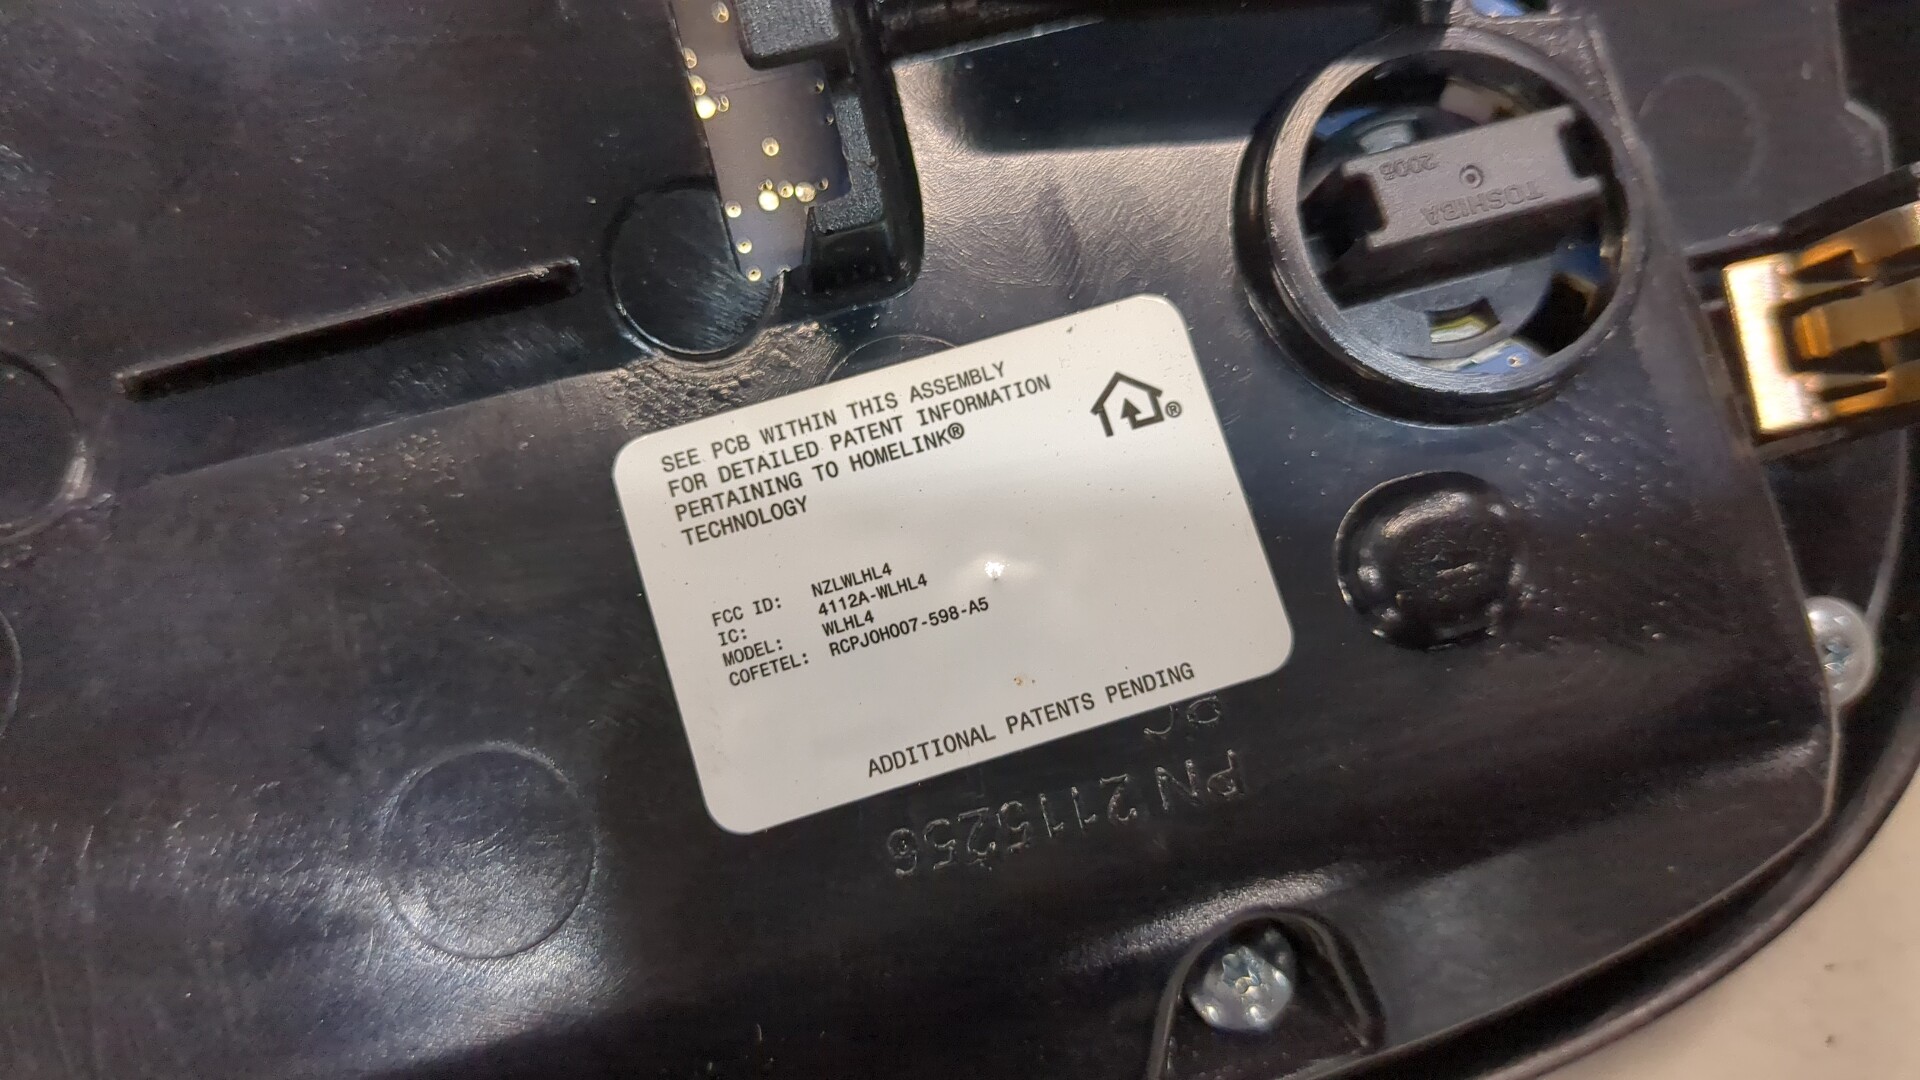 TOSHIBA
2008
SEE PCB WITHIN THIS ASSEMBLY
FOR DETAILED PATENT INFORMATION
PERTAINING TO HOMELINK®
TECHNOLOGY
®
FCC ID: NZLWLHL4
IC: 4112A-WLHL4
MODEL: WLHL4
COFETEL: RCPJOH007-598-A5
ADDITIONAL PATENTS PENDING
PN 2115256